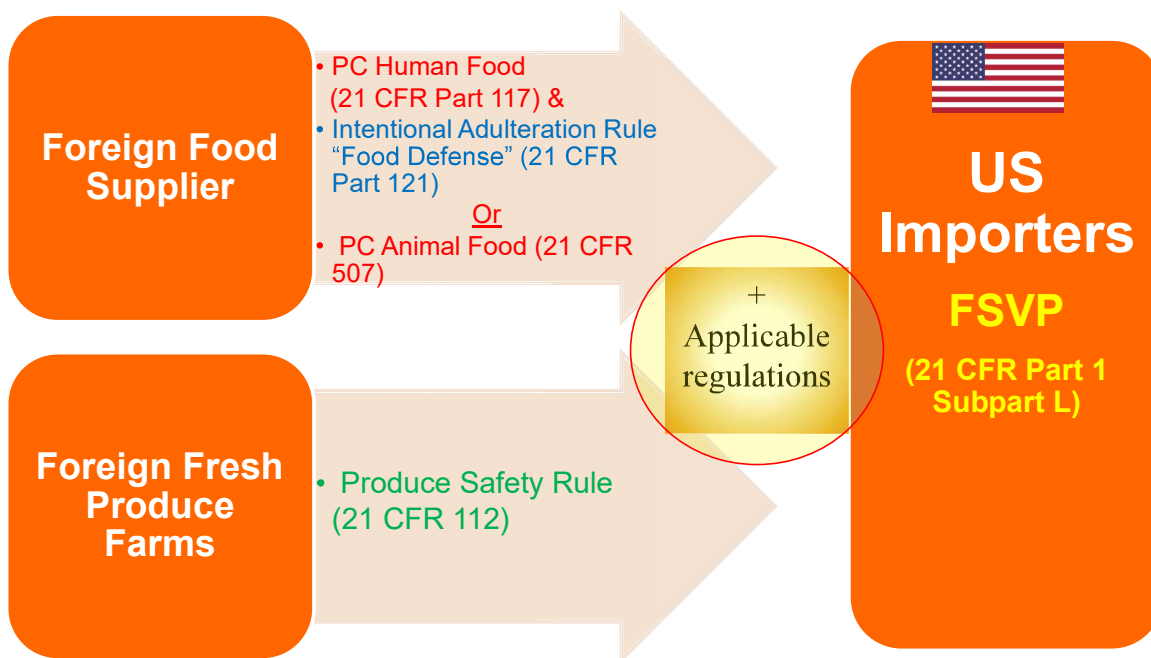 Foreign Food
Supplier
• PC Human Food
(21 CFR Part 117) &
• Intentional Adulteration Rule
“Food Defense” (21 CFR
Part 121)
Or
• PC Animal Food (21 CFR
507)
Foreign Fresh
Produce
Farms
• Produce Safety Rule
(21 CFR 112)
+
Applicable
regulations
US
Importers
FSVP
(21 CFR Part 1
Subpart L)